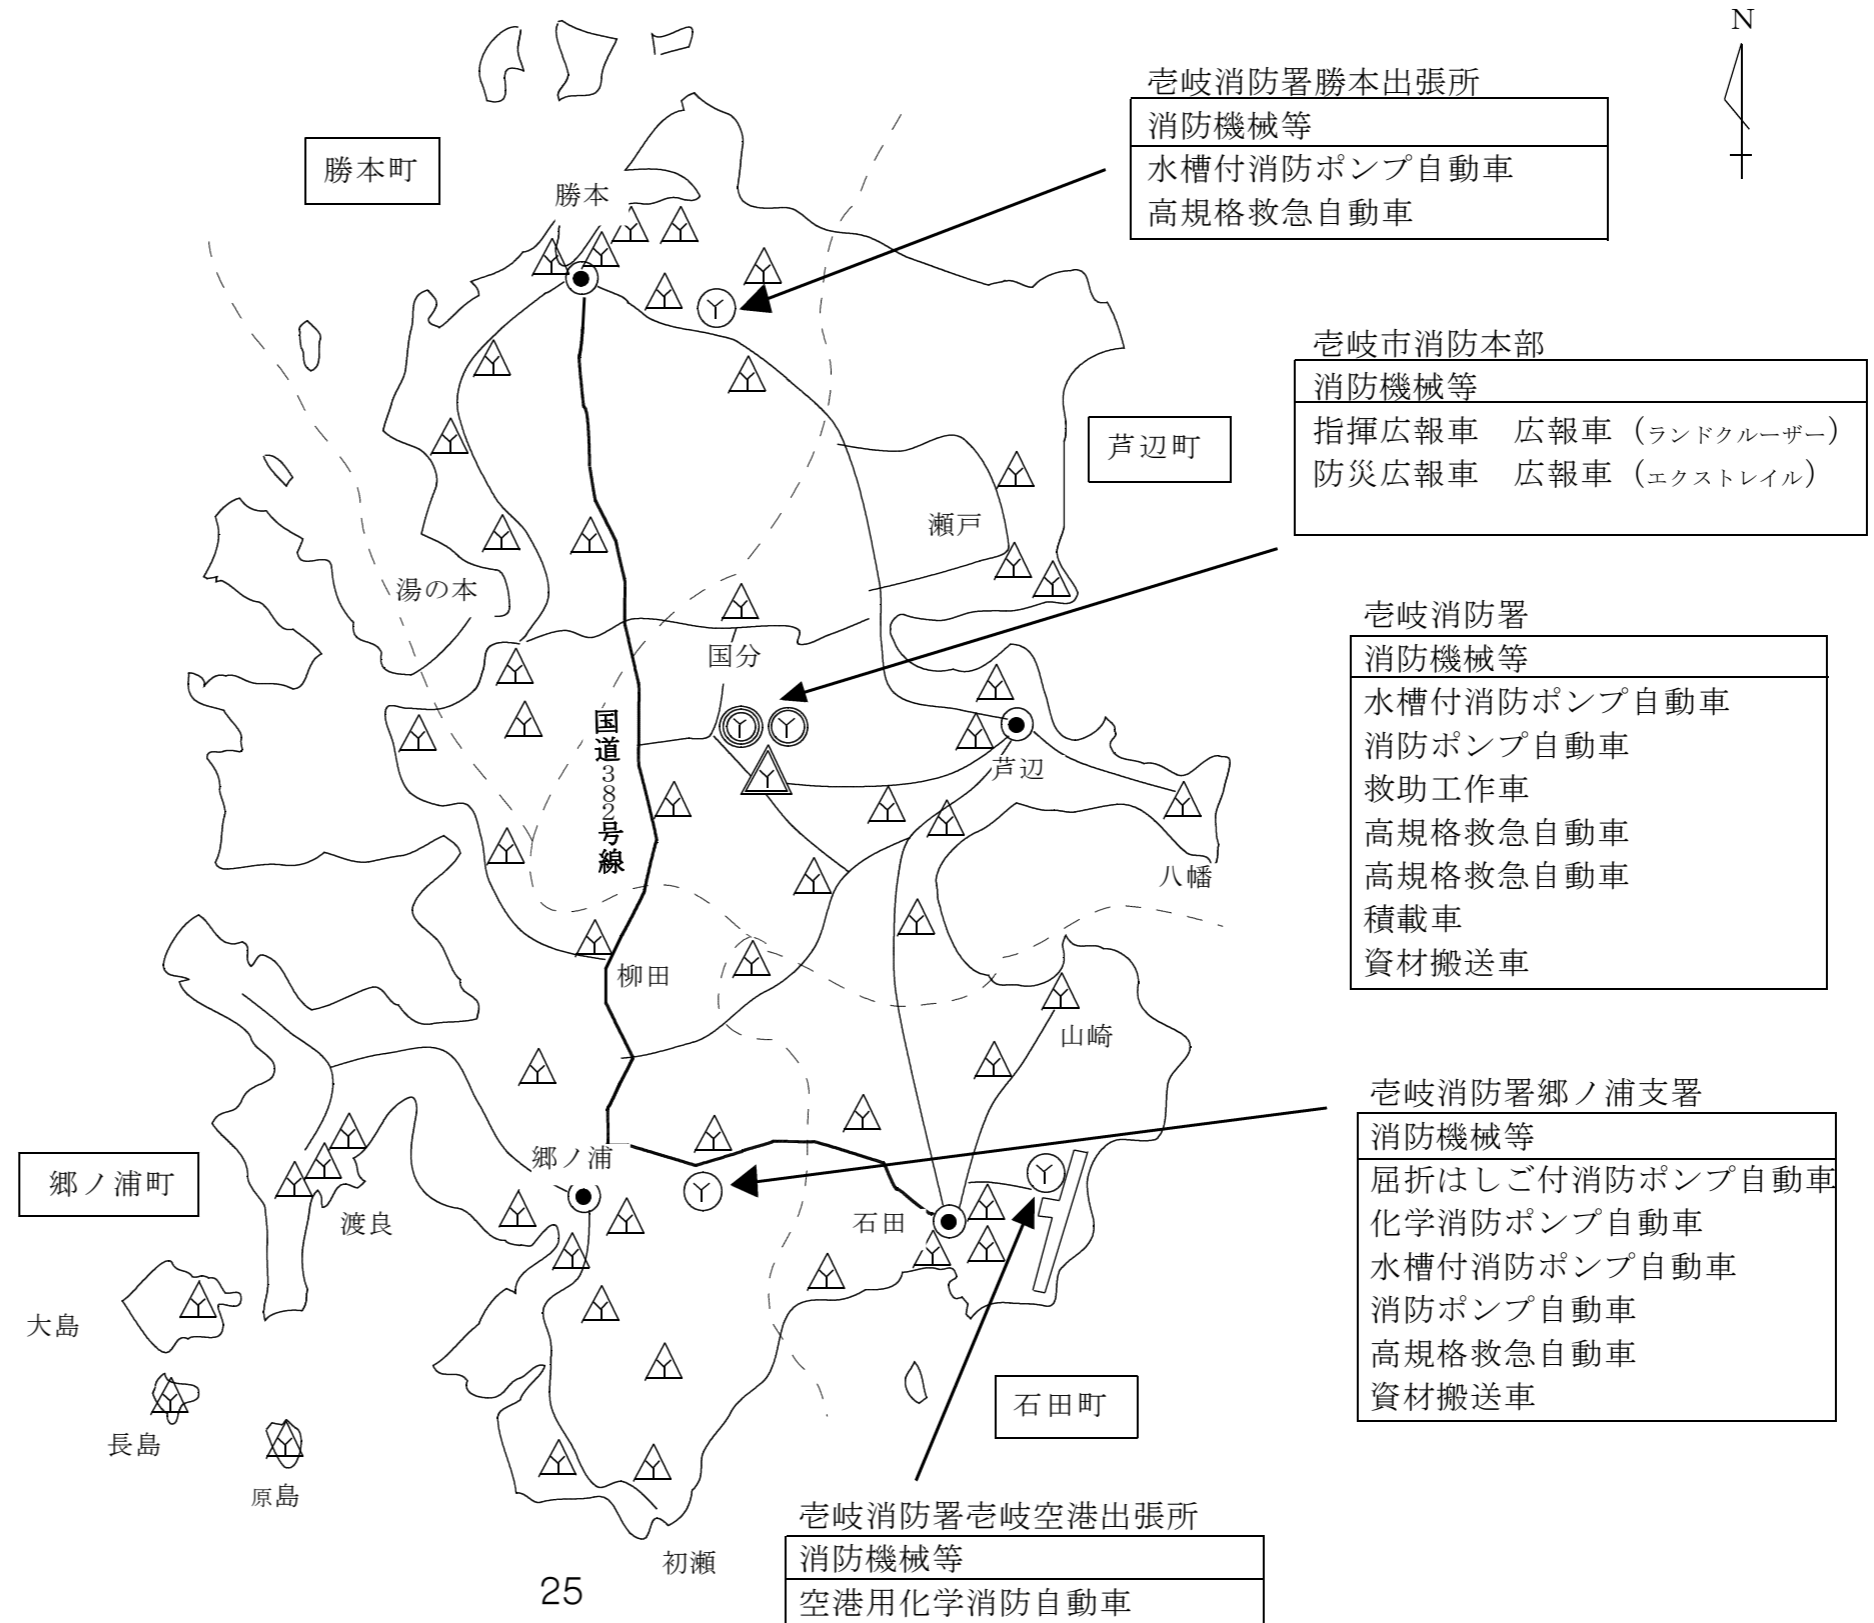 N
壱岐消防署勝本出張所
消防機械等
水槽付消防ポンプ自動車
高規格救急自動車
勝本町
勝本
壱岐市消防本部
消防機械等
指揮広報車　広報車（ランドクルーザー）
防災広報車　広報車（エクストレイル）
芦辺町
瀬戸
湯の本
国分
壱岐消防署
消防機械等
水槽付消防ポンプ自動車
消防ポンプ自動車
救助工作車
高規格救急自動車
高規格救急自動車
積載車
資材搬送車
国道382号線
芦辺
八幡
柳田
山崎
壱岐消防署郷ノ浦支署
消防機械等
屈折はしご付消防ポンプ自動車
化学消防ポンプ自動車
水槽付消防ポンプ自動車
消防ポンプ自動車
高規格救急自動車
資材搬送車
郷ノ浦町
郷ノ浦
渡良
石田
大島
長島
原島
石田町
初瀬
壱岐消防署壱岐空港出張所
消防機械等
空港用化学消防自動車
25